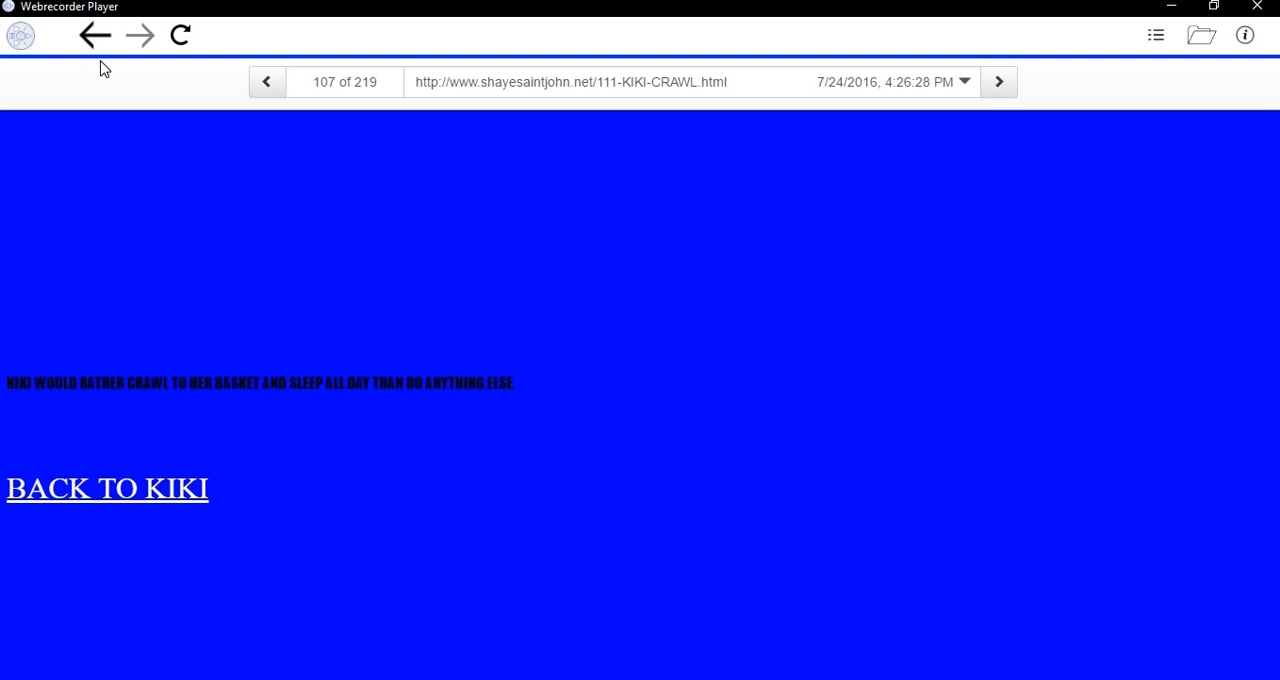 Webrecorder Player
107 of 219 http://www.shayesaintjohn.net/111-KIKI-CRAWL.html 7/24/2016, 4:26:28 PM
KIKI WOULD RATHER CRAWL TO HER BASKET AND SLEEP ALL DAY THAN DO ANYTHING ELSE.
BACK TO KIKI